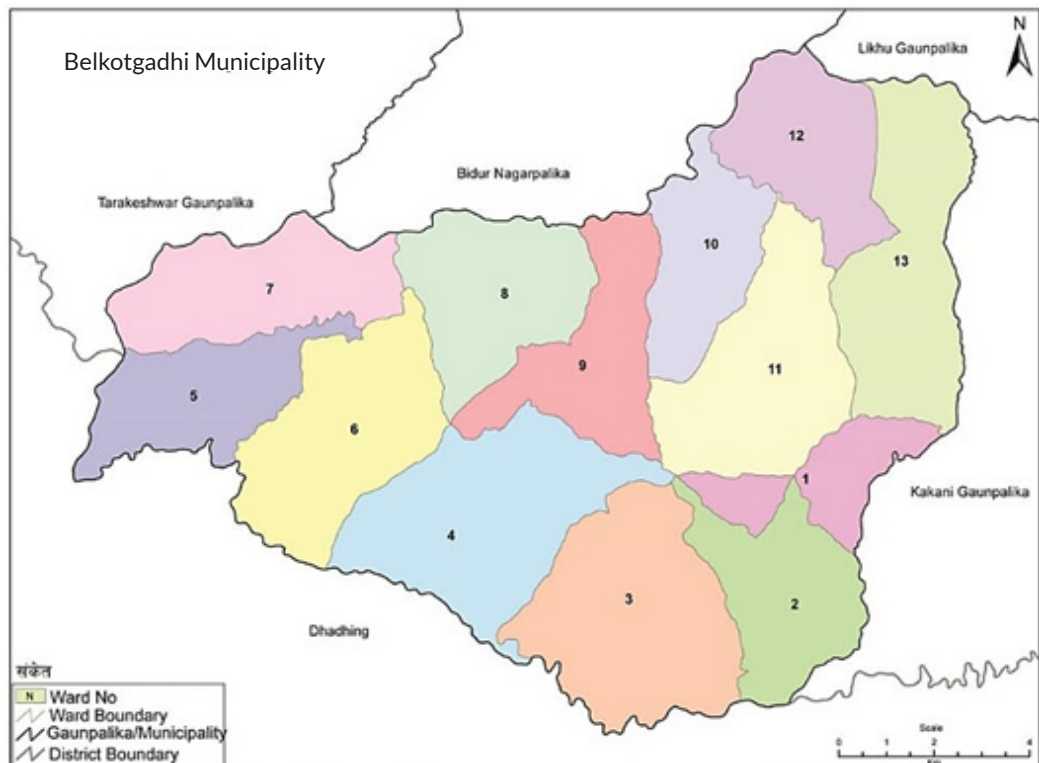 Belkotgadhi Municipality
N
Likhu Gaunpalika
12
Bidur Nagarpalika
Tarakeshwar Gaunpalika
10
13
7
8
9
11
5
6
1
Kakani Gaunpalika
4
3
2
Dhadhing
संकेत
N Ward No
Ward Boundary
Gaunpalika/Municipality
District Boundary
Scale
0 1 2 4
Km